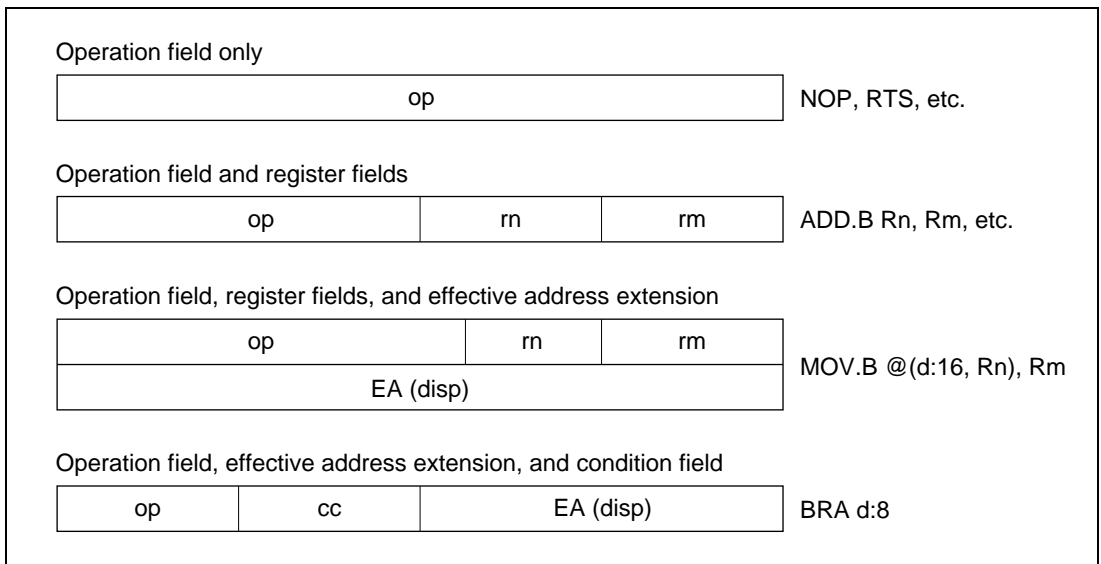 Operation field only
op
NOP, RTS, etc.
Operation field and register fields
op rn rm
ADD.B Rn, Rm, etc.
Operation field, register fields, and effective address extension
op rn rm
EA (disp)
MOV.B @(d:16, Rn), Rm
Operation field, effective address extension, and condition field
op cc EA (disp)
BRA d:8